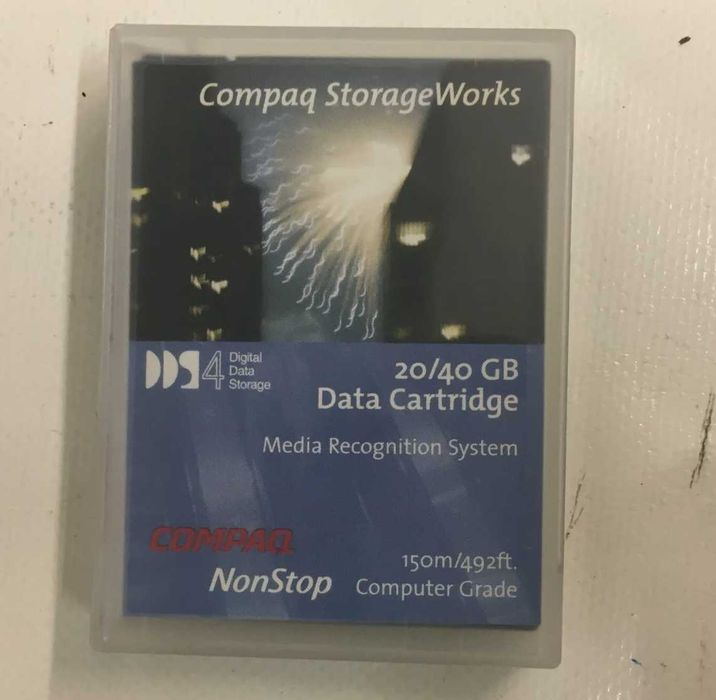 Compaq StorageWorks
DDS4 Digital
Data
Storage
20/40 GB
Data Cartridge
Media Recognition System
COMPAQ
NonStop
150m/492ft.
Computer Grade